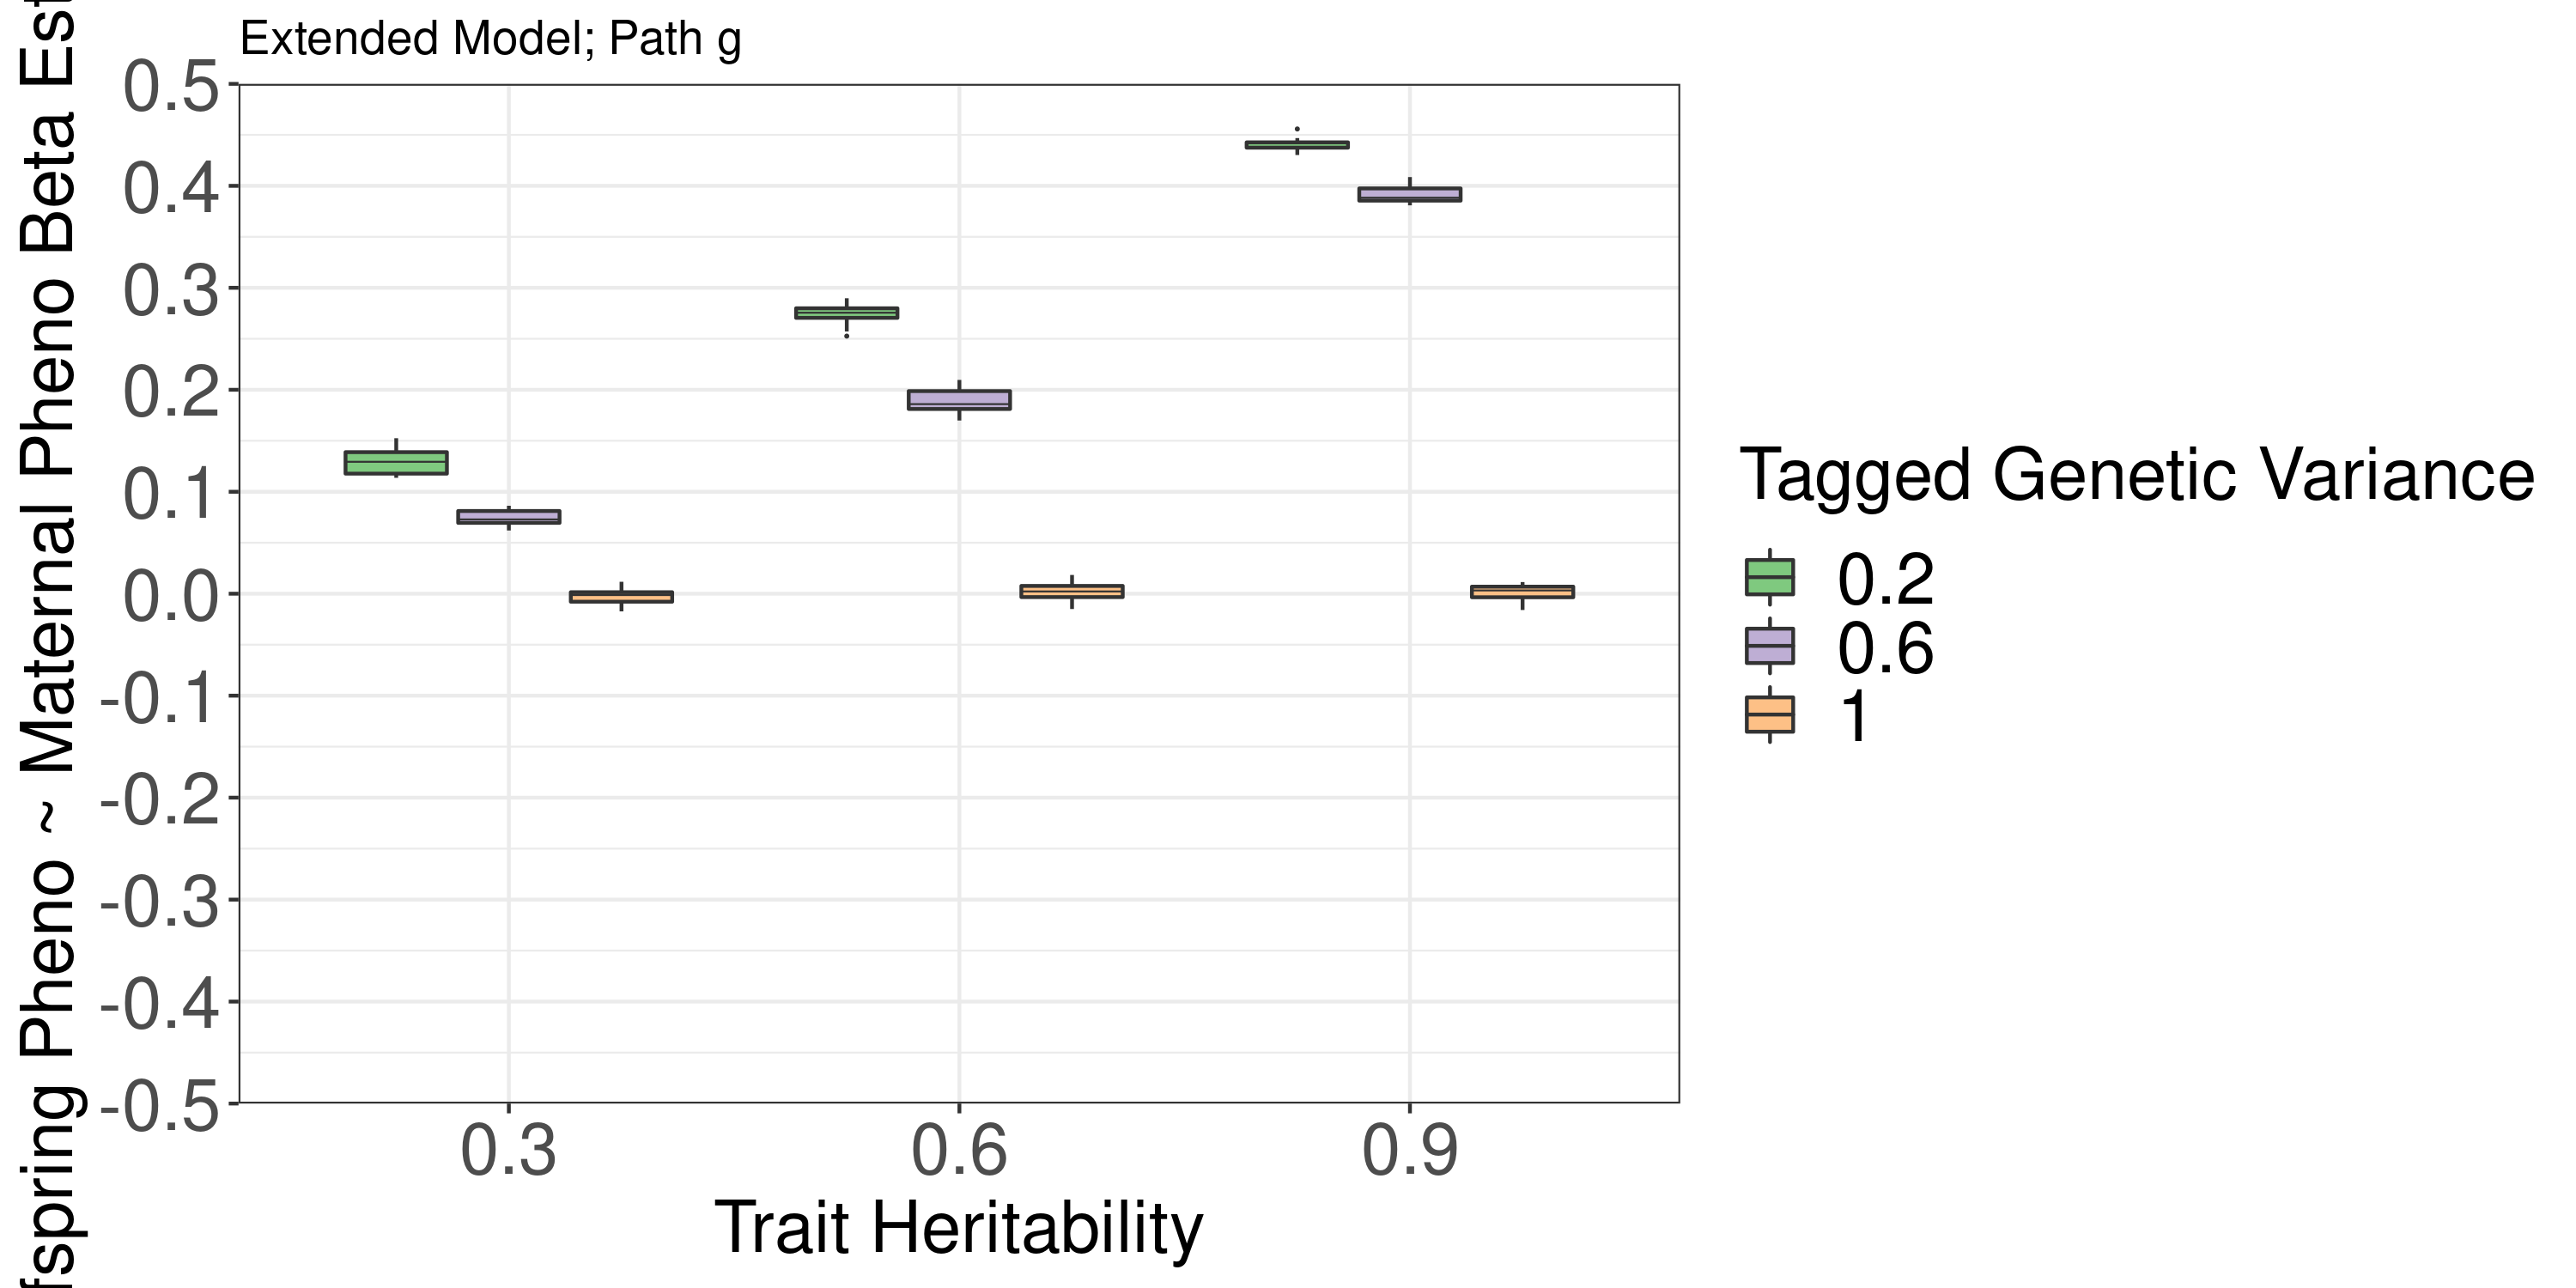 Extended Model; Path g
fspring Pheno ~ Maternal Pheno Beta Est
0.5
0.4
0.3
0.2
0.1
0.0
-0.1
-0.2
-0.3
-0.4
-0.5
0.3 0.6 0.9
Trait Heritability
Tagged Genetic Variance
0.2
0.6
1